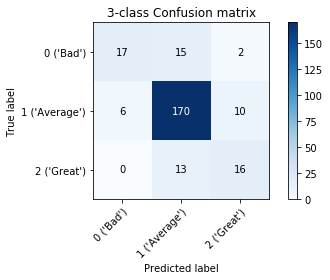 3-class Confusion matrix
True label
0 ('Bad')
1 ('Average')
2 ('Great')
17 15 2
6 170 10
0 13 16
0 ('Bad')
1 ('Average')
2 ('Great')
Predicted label
150
125
100
75
50
25
0